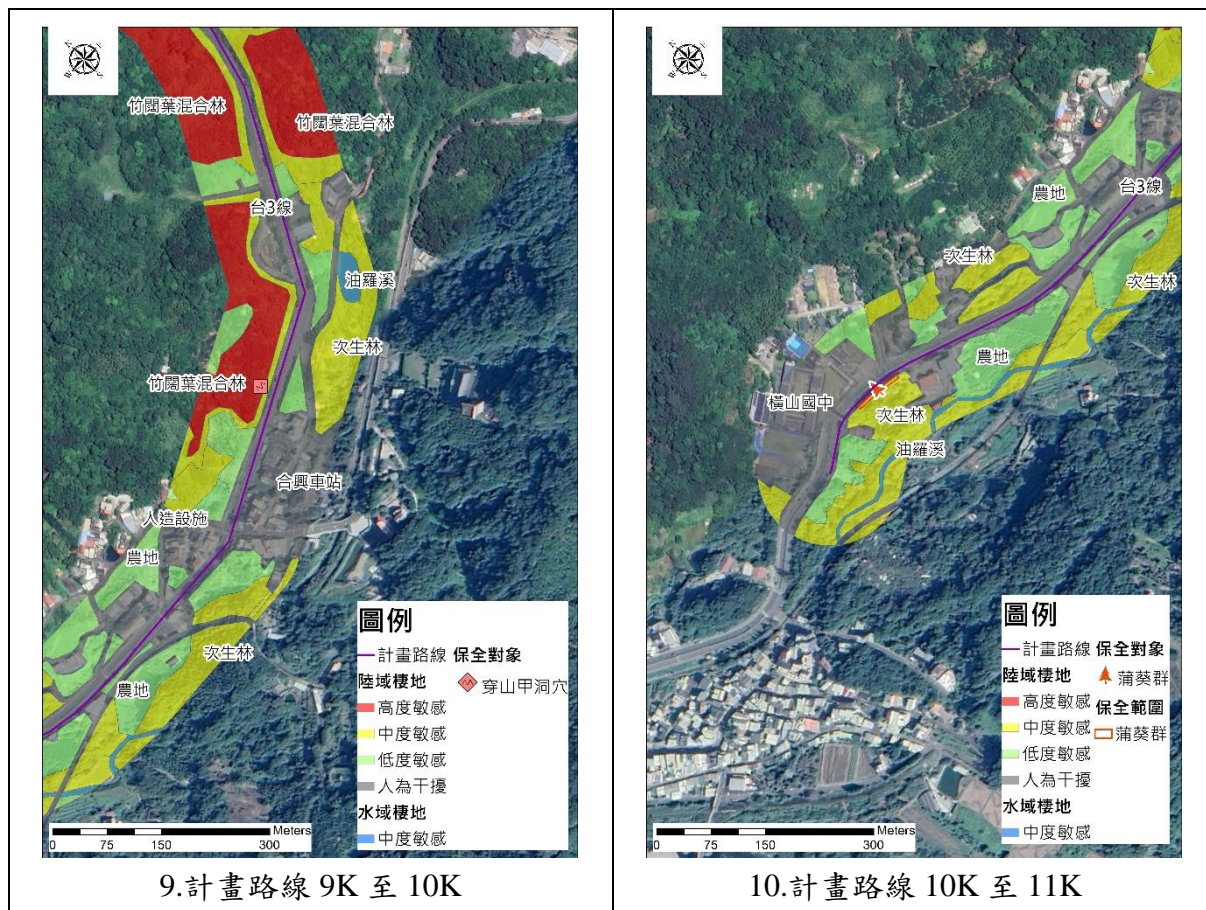 竹闊葉混合林
竹闊葉混合林
台3線
油羅溪
次生林
竹闊葉混合林
合興車站
人造設施
農地
次生林
農地
圖例
計畫路線 保全對象
陸域棲地 穿山甲洞穴
高度敏感
中度敏感
低度敏感
人為干擾
水域棲地
中度敏感
Meters
0 75 150 300
9.計畫路線 9K 至 10K
台3線
農地
次生林
次生林
農地
橫山國中
次生林
油羅溪
圖例
計畫路線 保全對象
陸域棲地 蒲葵群
高度敏感 保全範圍
中度敏感 蒲葵群
低度敏感
人為干擾
水域棲地
中度敏感
Meters
0 75 150 300
10.計畫路線 10K 至 11K